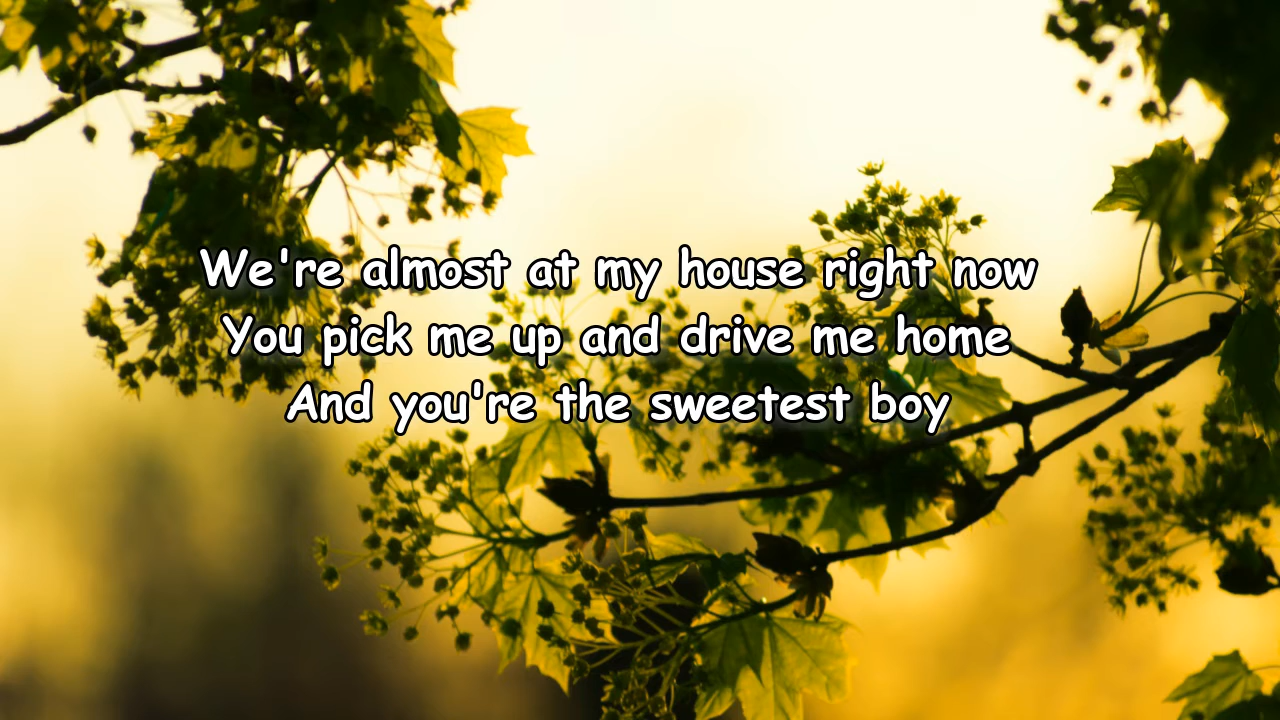 We're almost at my house right now
You pick me up and drive me home
And you're the sweetest boy